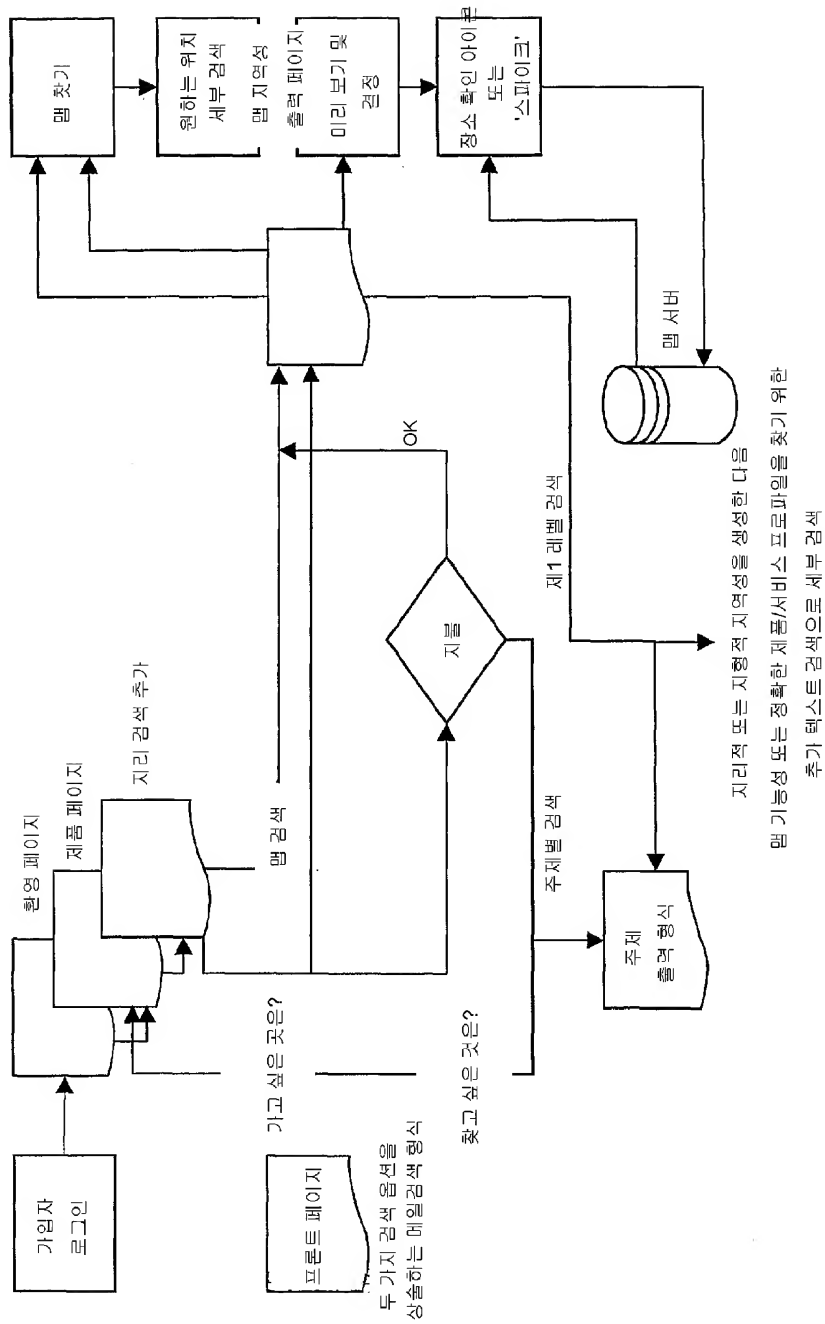 가입자
로그인
환영 페이지
제품 페이지
지리 검색 추가
맵 찾기
원하는 위치
세부 검색
맵 지역성
출력 페이지
미리 보기 및
결정
장소 확인 아이콘
또는
'스파이크'
맵 서버
맵 검색
OK
지불
제1 레벨 검색
주제별 검색
가고 싶은 곳은?
찾고 싶은 것은?
프론트 페이지
두 가지 검색 옵션을
상술하는 메일검색 형식
주제
출력 형식
지리적 또는 지형적 지역성을 생성한 다음
맵 기능성 또는 정확한 제품/서비스 프로파일을 찾기 위한
추가 텍스트 검색으로 세부 검색